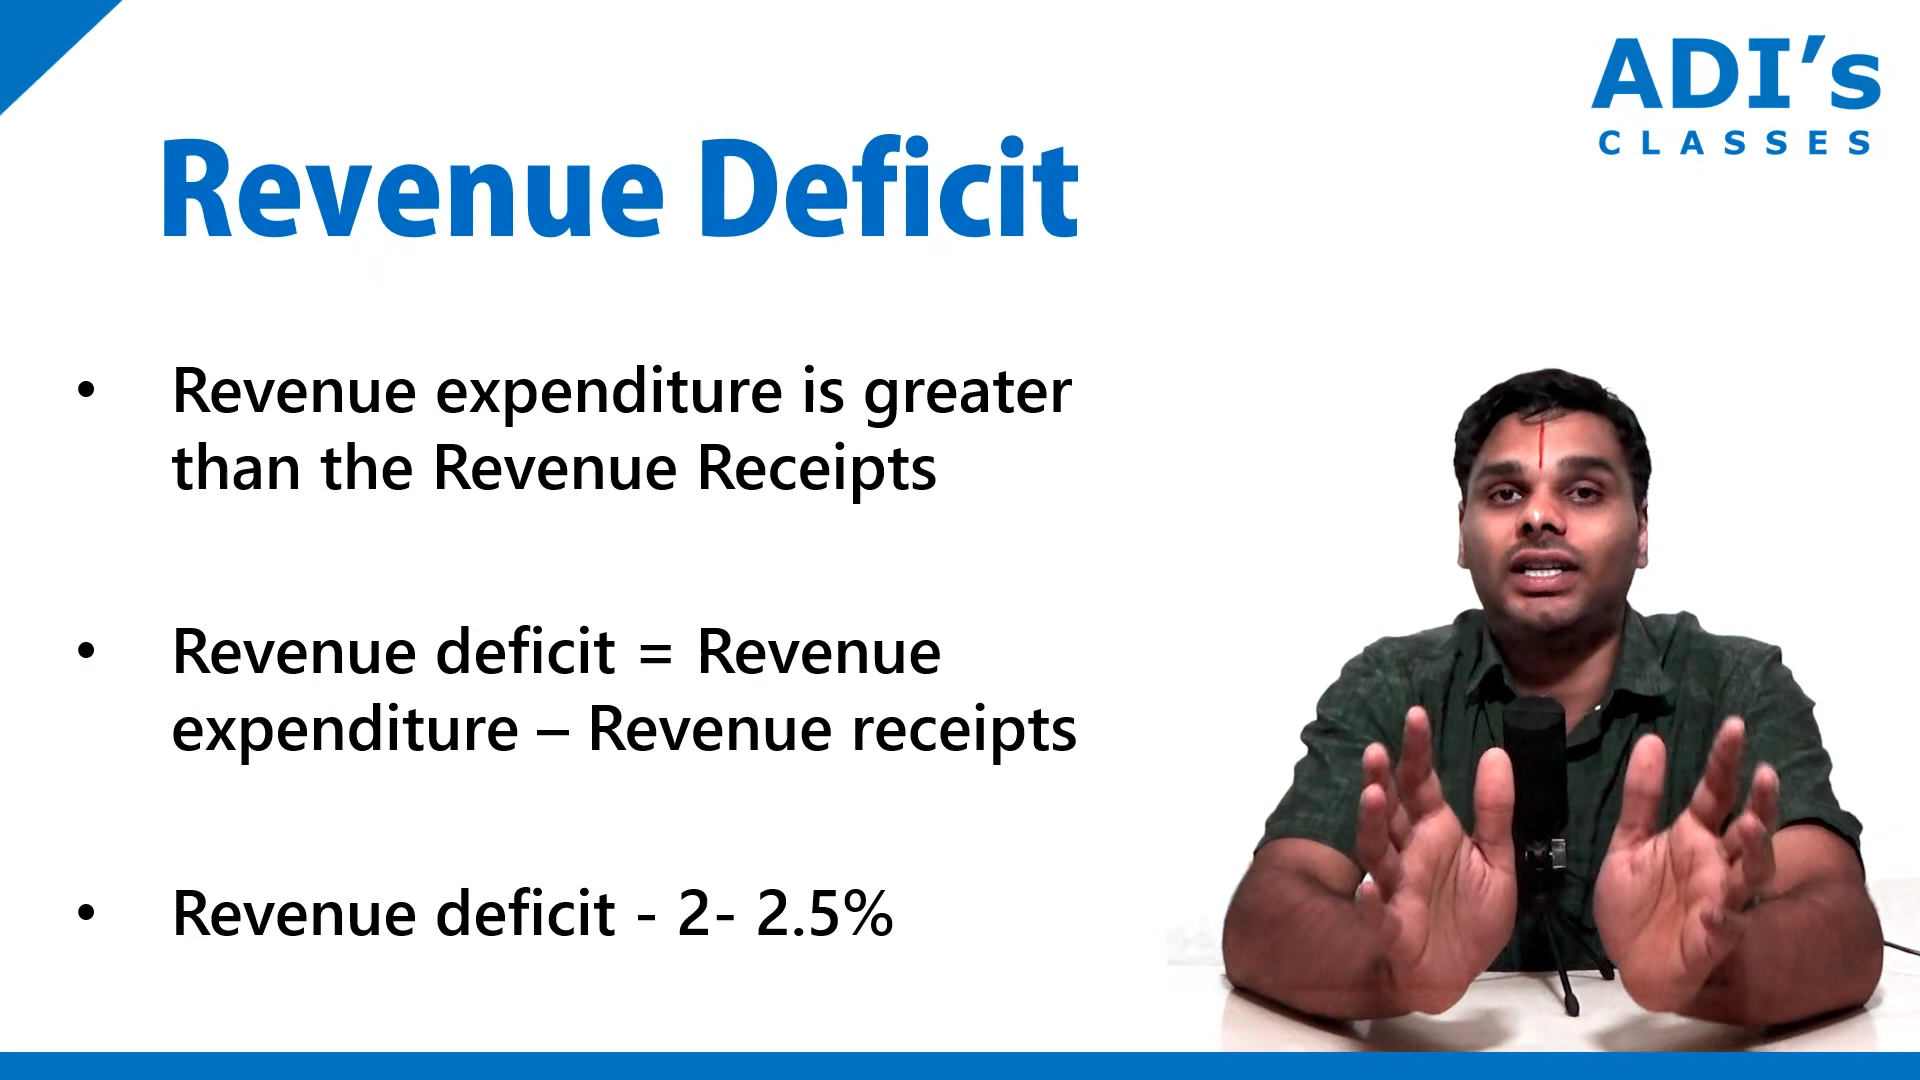 ADI's
CLASSES
Revenue Deficit
• Revenue expenditure is greater
than the Revenue Receipts
• Revenue deficit = Revenue
expenditure – Revenue receipts
• Revenue deficit - 2- 2.5%